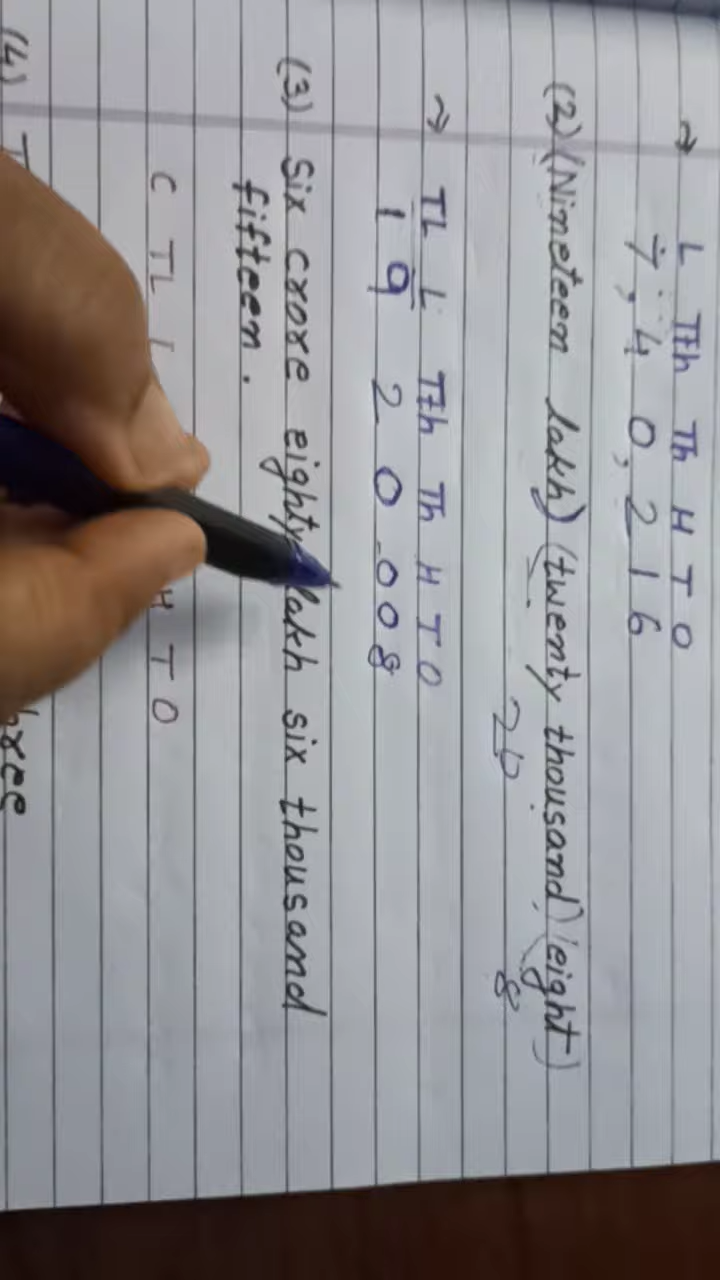 → L Tth Th H T O
7, 4 0, 2 1 6
(2) (Nineteen lakh) (twenty thousand) (eight)
20 8
→ TL L Tth Th H T O
1 9 2 0 0 0 8
(3) Six crore eighty lakh six thousand
fifteen.
C TL L H T O
(4)